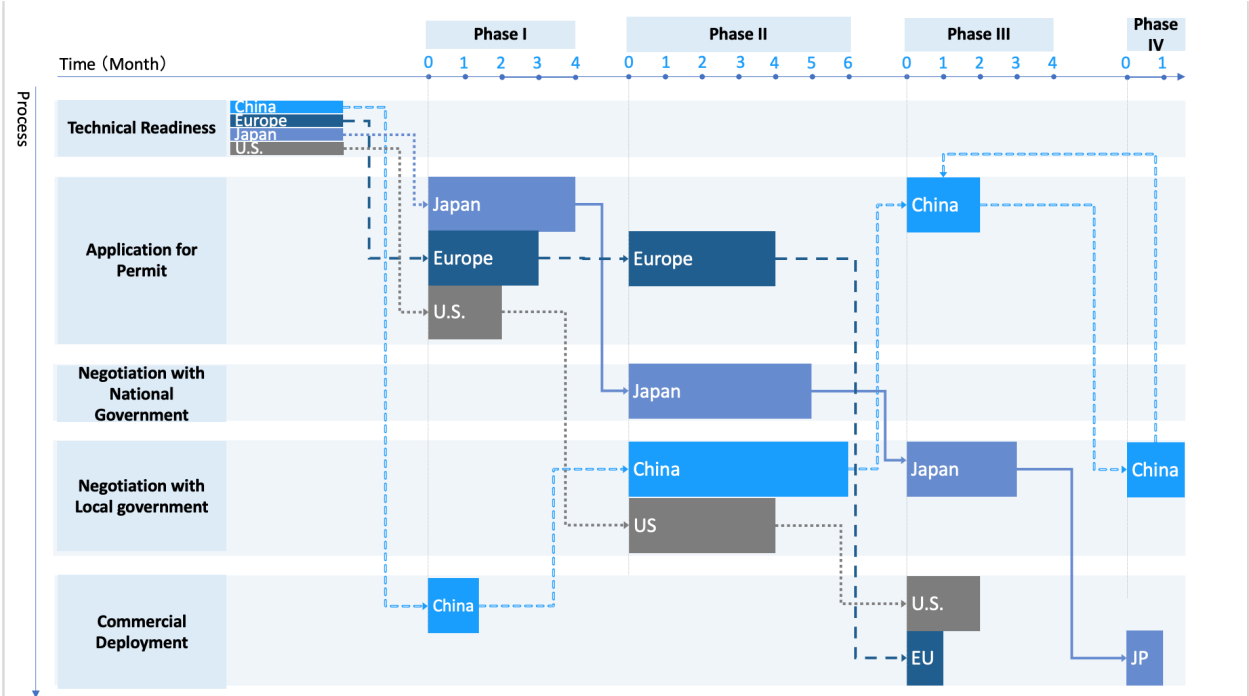 Phase I
Phase II
Phase III
Phase
IV
Time (Month)
0 1 2 3 4
0 1 2 3 4 5 6
0 1 2 3 4
0 1
Process
Technical Readiness
China
Europe
Japan
U.S.
Application for
Permit
Japan
Europe
U.S.
Europe
China
Negotiation with
National
Government
Japan
Negotiation with
Local government
China
US
Japan
China
Commercial
Deployment
China
U.S.
EU
JP